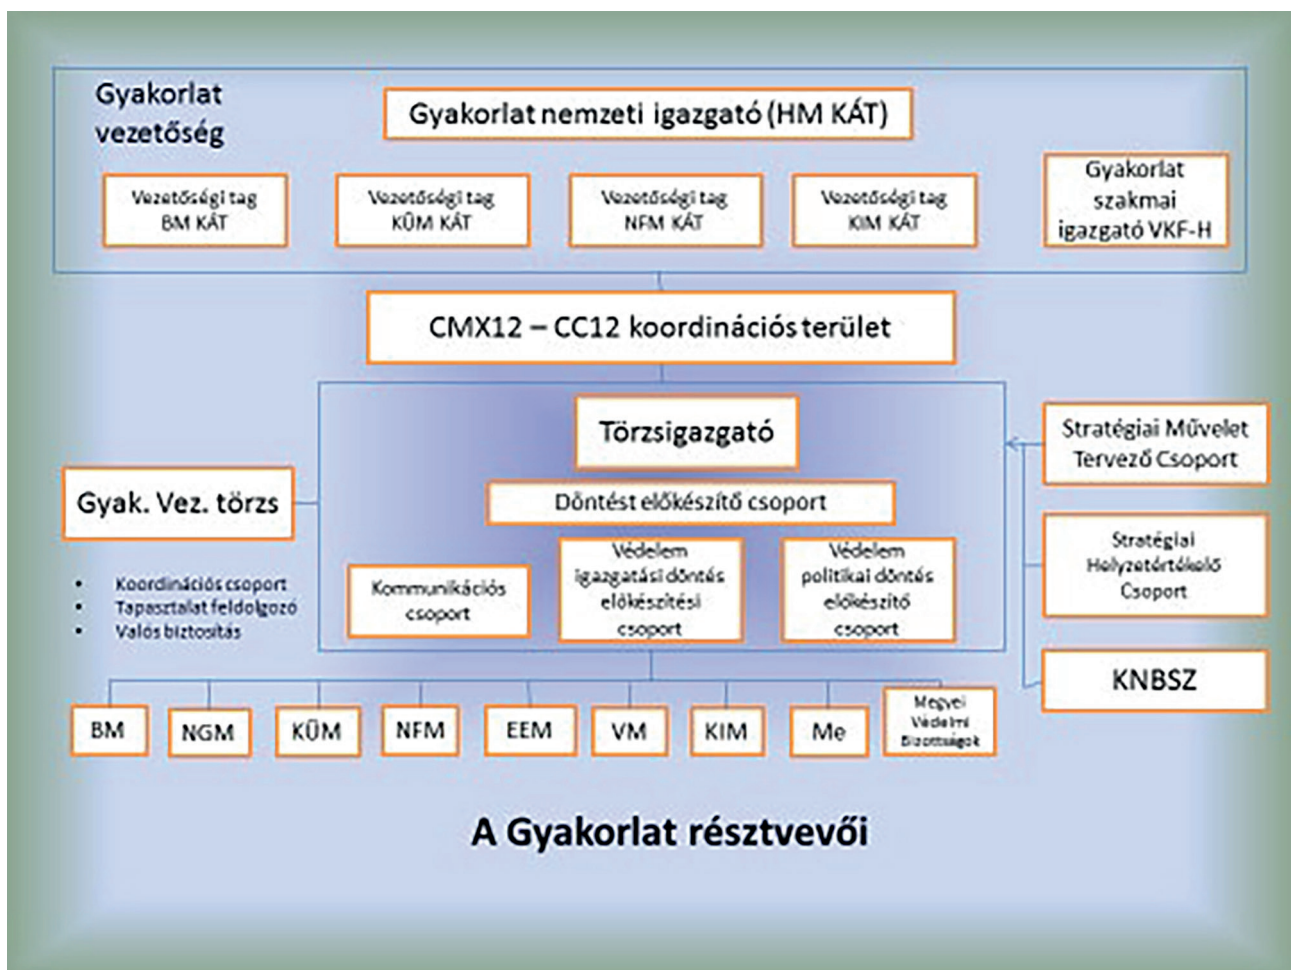 Gyakorlat
vezetőség
Gyakorlat nemzeti igazgató (HM KÁT)
Vezetőségi tag
BM KÁT
Vezetőségi tag
KÜM KÁT
Vezetőségi tag
NFM KÁT
Vezetőségi tag
KIM KÁT
Gyakorlat
szakmai
igazgató VKF-H
CMX12 – CC12 koordinációs terület
Törzsigazgató
Döntést előkészítő csoport
Kommunikációs
csoport
Védelem
igazgatási döntés
előkészítési
csoport
Védelem
politikai döntés
előkészítő
csoport
Gyak. Vez. törzs
• Koordinációs csoport
• Tapasztalat feldolgozó
• Valós biztosítás
Stratégiai Művelet
Tervező Csoport
Stratégiai
Helyzetértékelő
Csoport
KNBSZ
BM
NGM
KÜM
NFM
EEM
VM
KIM
Me
Megyei
Védelmi
Bizottságok
A Gyakorlat résztvevői